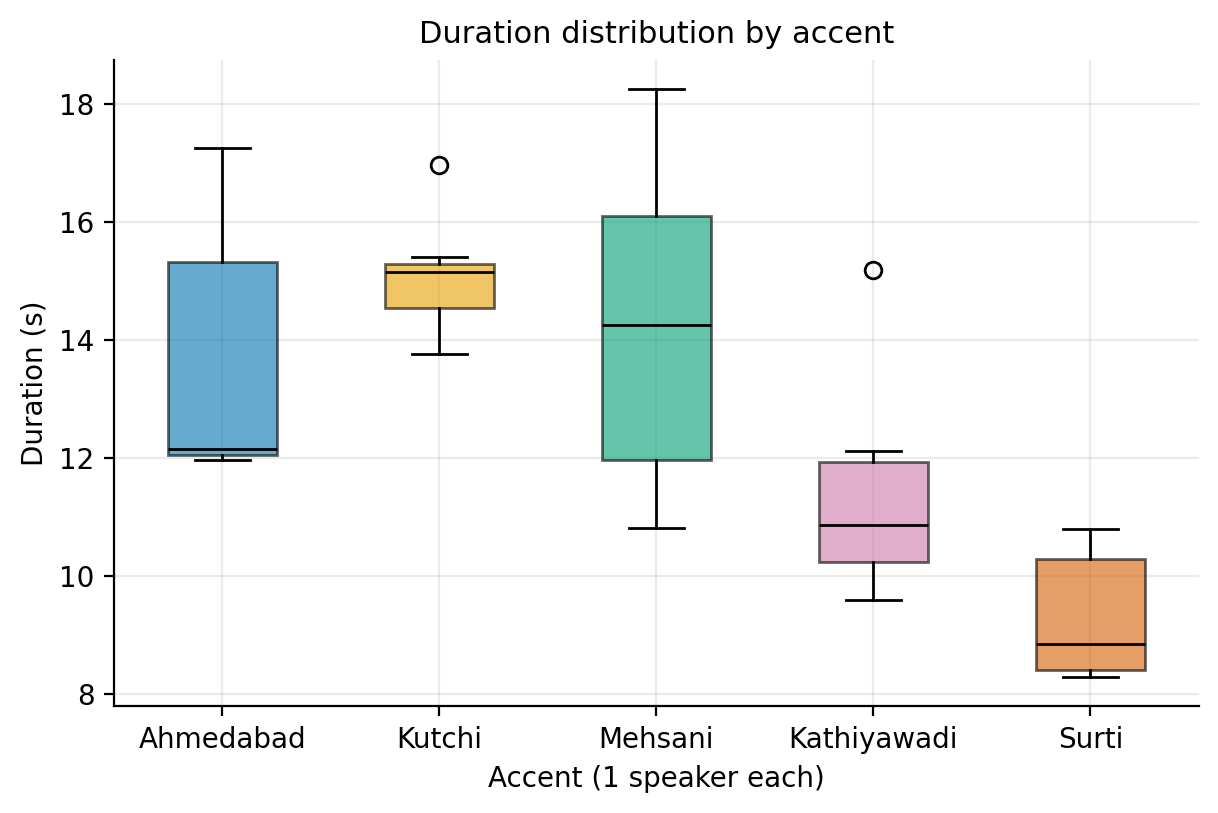 Duration distribution by accent
Duration (s)
18
16
14
12
10
8
Ahmedabad Kutchi Mehsani Kathiyawadi Surti
Accent (1 speaker each)